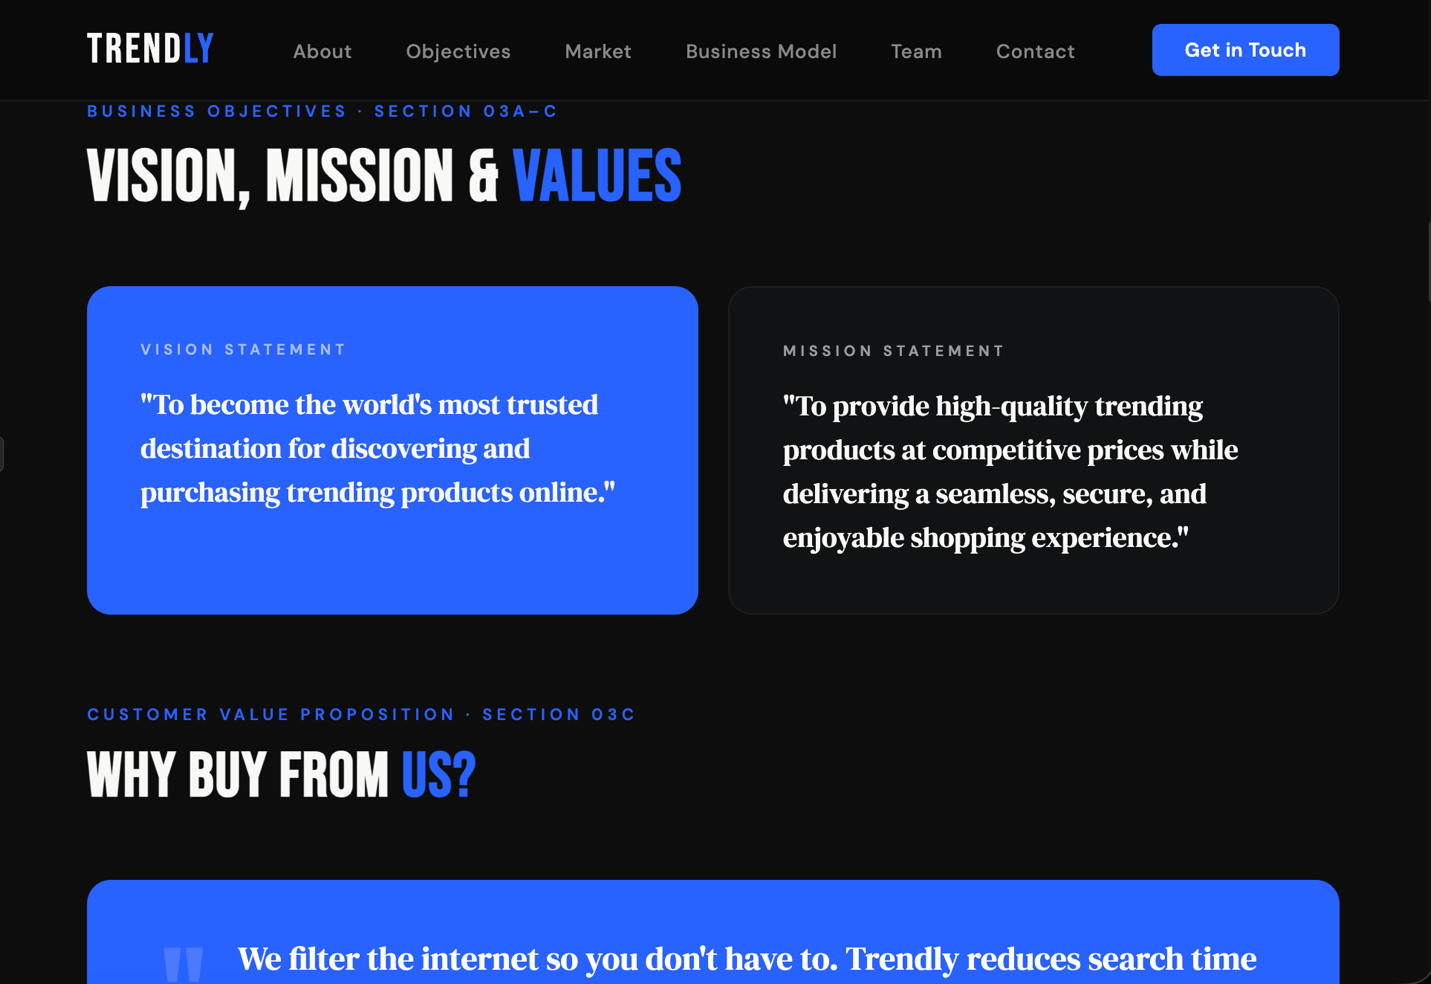 TRENDLY
About
Objectives
Market
Business Model
Team
Contact
Get in Touch
BUSINESS OBJECTIVES · SECTION 03A–C
VISION, MISSION & VALUES
VISION STATEMENT
"To become the world's most trusted
destination for discovering and
purchasing trending products online."
MISSION STATEMENT
"To provide high-quality trending
products at competitive prices while
delivering a seamless, secure, and
enjoyable shopping experience."
CUSTOMER VALUE PROPOSITION · SECTION 03C
WHY BUY FROM US?
"
We filter the internet so you don't have to. Trendly reduces search time